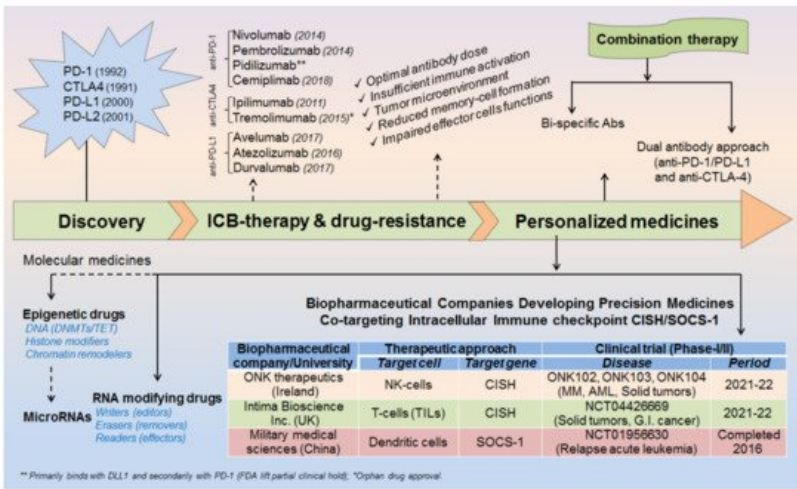 PD-1 (1992)
CTLA4 (1991)
PD-L1 (2000)
PD-L2 (2001)
anti-PD-1
Nivolumab (2014)
Pembrolizumab (2014)
Pidilizumab**
Cemiplimab (2018)
anti-CTLA4
Ipilimumab (2011)
Tremolimumab (2015)*
anti-PD-L1
Avelumab (2017)
Atezolizumab (2016)
Durvalumab (2017)
✓ Optimal antibody dose
✓ Insufficient immune activation
✓ Tumor microenvironment
✓ Reduced memory-cell formation
✓ Impaired effector cells functions
Combination therapy
Bi-specific Abs
Dual antibody approach
(anti-PD-1/PD-L1
and anti-CTLA-4)
Discovery
ICB-therapy & drug-resistance
Personalized medicines
Molecular medicines
Epigenetic drugs
DNA (DNMTs/TET)
Histone modifiers
Chromatin remodelers
MicroRNAs
RNA modifying drugs
Writers (editors)
Erasers (removers)
Readers (effectors)
Biopharmaceutical Companies Developing Precision Medicines
Co-targeting Intracellular Immune checkpoint CISH/SOCS-1
Biopharmaceutical company/University Therapeutic approach Clinical trial (Phase-I/II)
Target cell Target gene Disease Period
ONK therapeutics (Ireland) NK-cells CISH ONK102, ONK103, ONK104 (MM, AML, Solid tumors) 2021-22
Intima Bioscience Inc. (UK) T-cells (TILs) CISH NCT04426669 (Solid tumors, G.I. cancer) 2021-22
Military medical sciences (China) Dendritic cells SOCS-1 NCT01956630 (Relapse acute leukemia) Completed 2016
** Primarily binds with DLL1 and secondarily with PD-1 (FDA lift partial clinical hold); *Orphan drug approval.